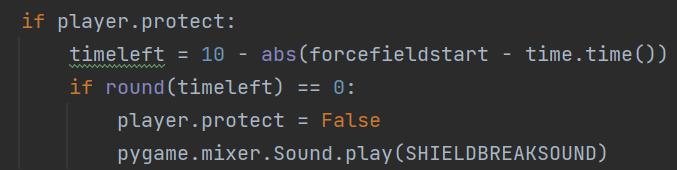 if player.protect:
    timeleft = 10 - abs(forcefieldstart - time.time())
    if round(timeleft) == 0:
        player.protect = False
        pygame.mixer.Sound.play(SHIELDBREAKSOUND)